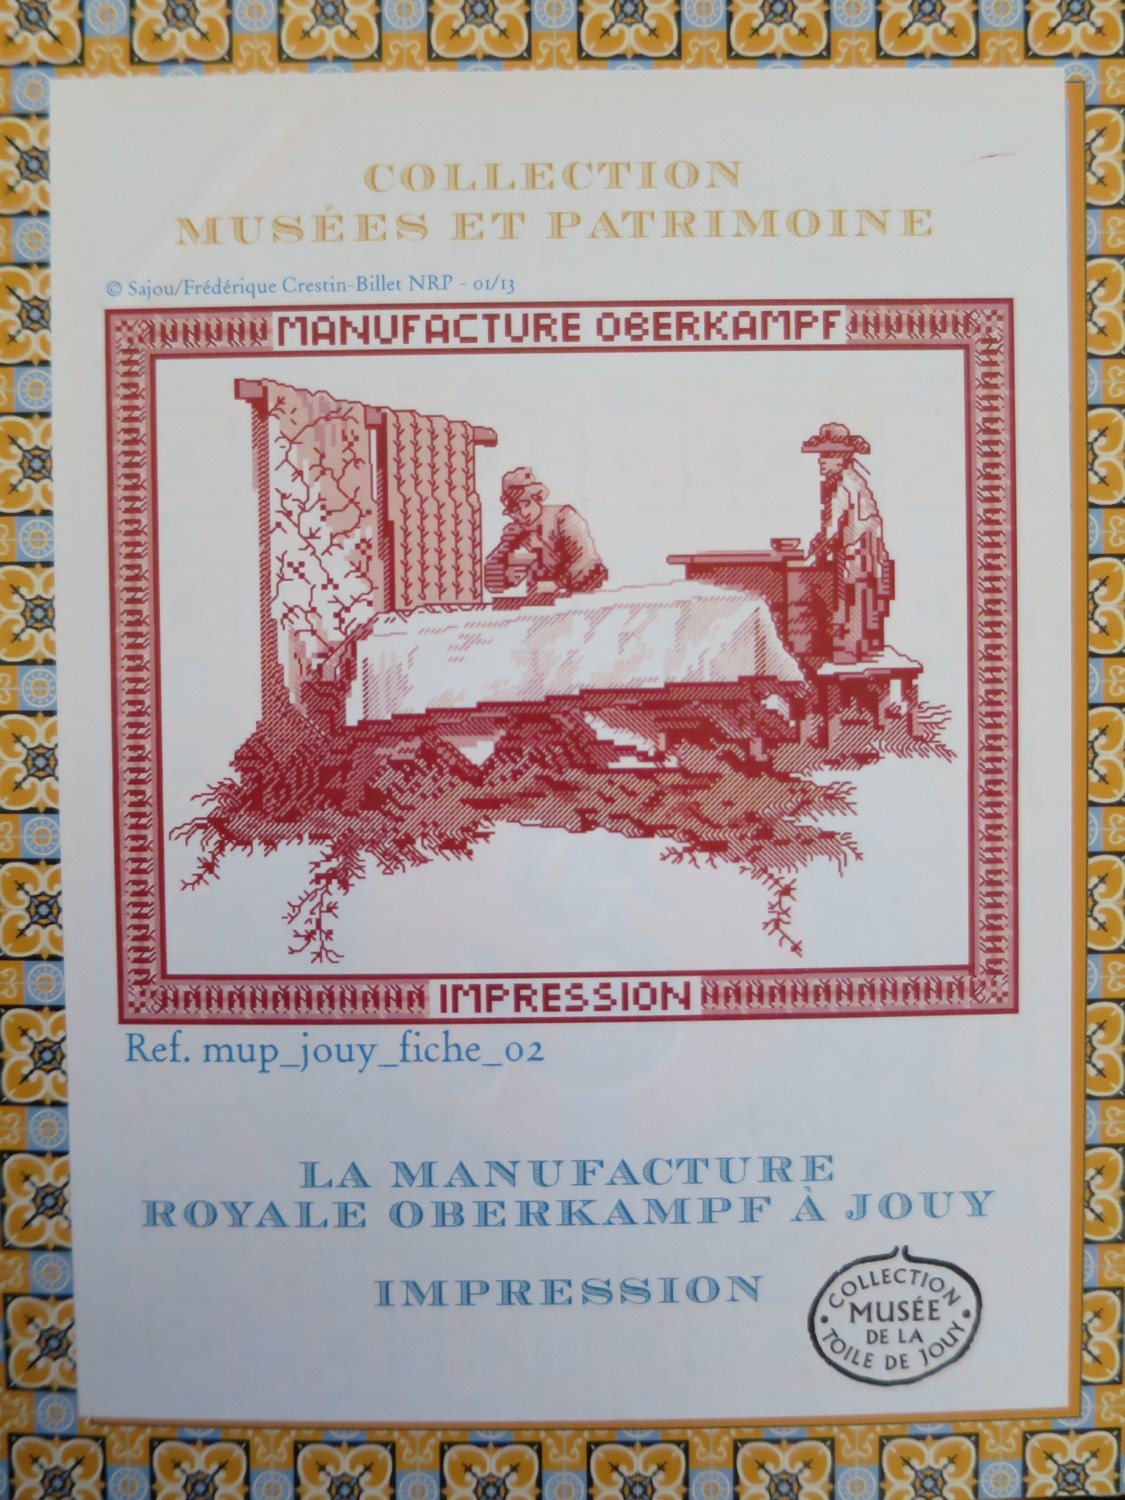 COLLECTION
MUSÉES ET PATRIMOINE
© Sajou/Frédérique Crestin-Billet NRP - 01/13
MANUFACTURE OBERKAMPF
IMPRESSION
Ref. mup_jouy_fiche_02
LA MANUFACTURE
ROYALE OBERKAMPF À JOUY
IMPRESSION
COLLECTION
MUSÉE
DE LA
TOILE DE JOUY